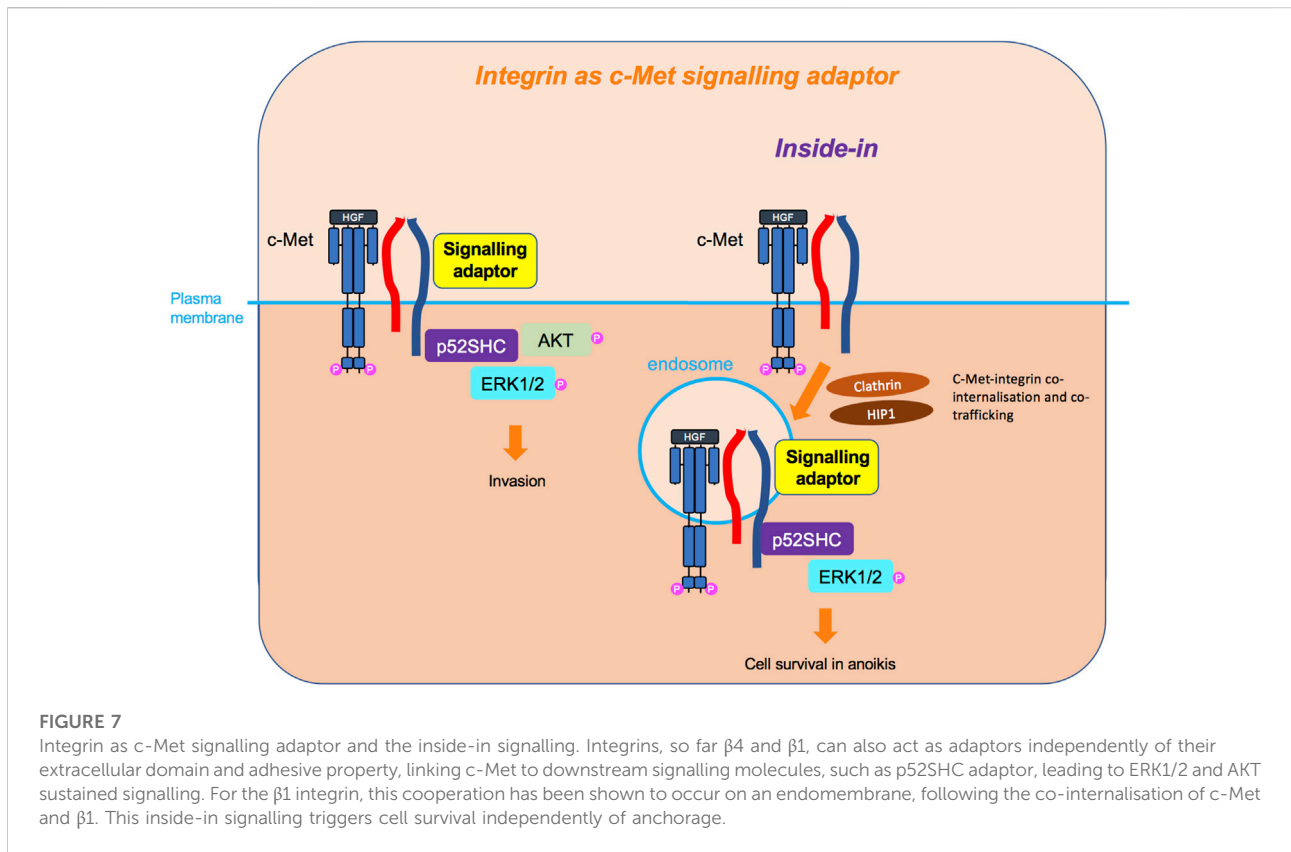 Integrin as c-Met signalling adaptor
Inside-in
HGF
c-Met
Signalling
adaptor
Plasma
membrane
p52SHC
AKT
P
ERK1/2
P
P
P
Invasion
HGF
c-Met
P
P
endosome
Clathrin
HIP1
C-Met-integrin co-
internalisation and co-
trafficking
HGF
Signalling
adaptor
p52SHC
ERK1/2
P
P
P
Cell survival in anoikis
FIGURE 7
Integrin as c-Met signalling adaptor and the inside-in signalling. Integrins, so far β4 and β1, can also act as adaptors independently of their
extracellular domain and adhesive property, linking c-Met to downstream signalling molecules, such as p52SHC adaptor, leading to ERK1/2 and AKT
sustained signalling. For the β1 integrin, this cooperation has been shown to occur on an endomembrane, following the co-internalisation of c-Met
and β1. This inside-in signalling triggers cell survival independently of anchorage.